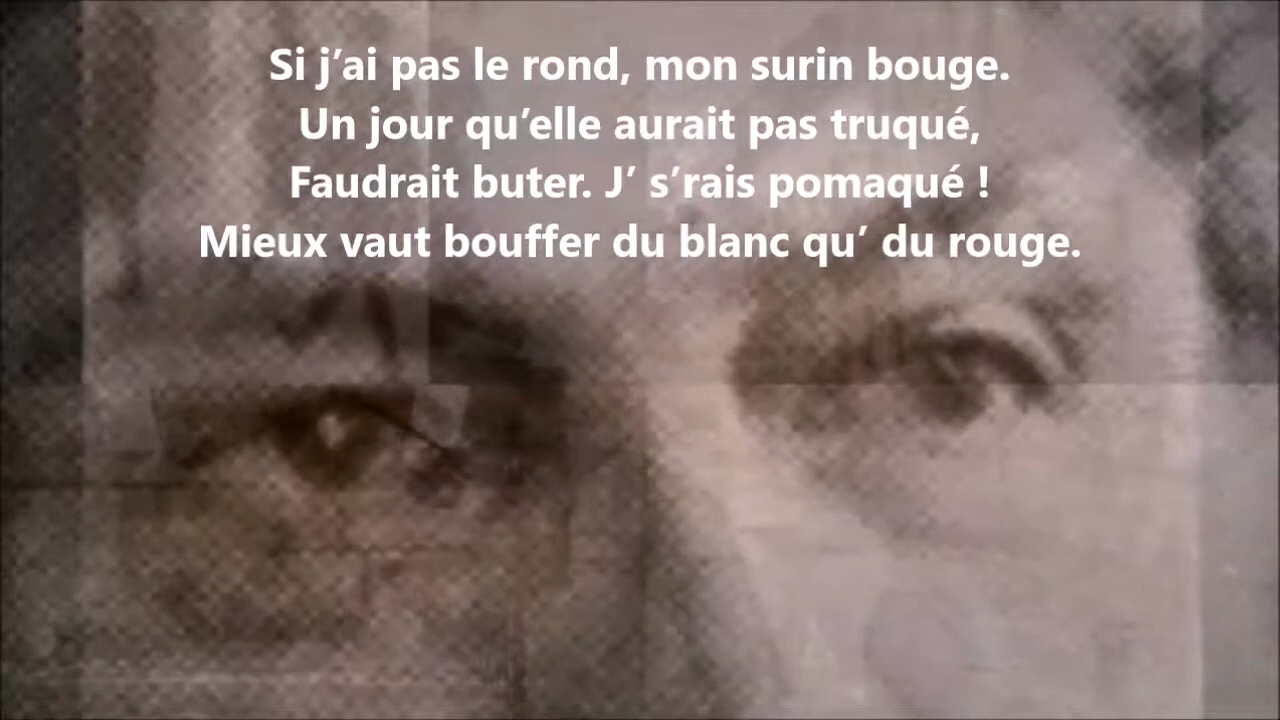 Si j’ai pas le rond, mon surin bouge.
Un jour qu’elle aurait pas truqué,
Faudrait buter. J’ s’rais pomaqué !
Mieux vaut bouffer du blanc qu’ du rouge.